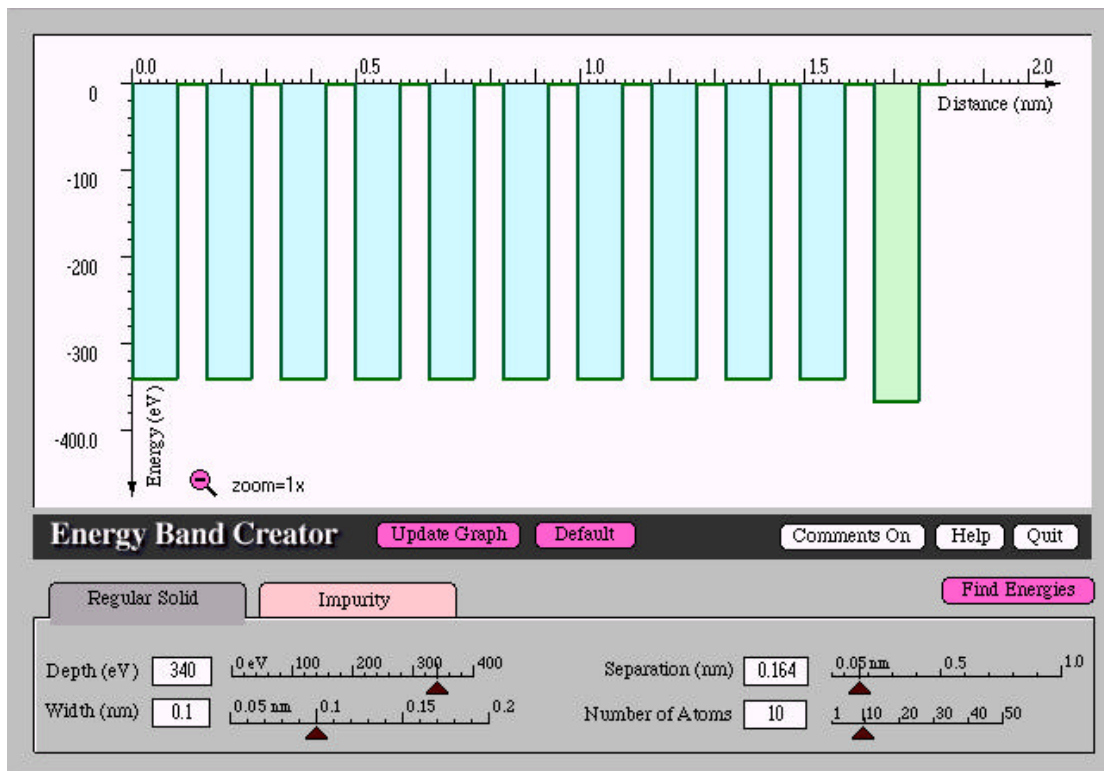 0.0 0.5 1.0 1.5 2.0
0
Distance (nm)
-100
-200
-300
-400.0
Energy (eV)
zoom=1x
Energy Band Creator Update Graph Default Comments On Help Quit
Regular Solid Impurity Find Energies
Depth (eV) 340 0 eV 100 200 300 400 Separation (nm) 0.164 0.05 nm 0.5 1.0
Width (nm) 0.1 0.05 nm 0.1 0.15 0.2 Number of Atoms 10 1 10 20 30 40 50